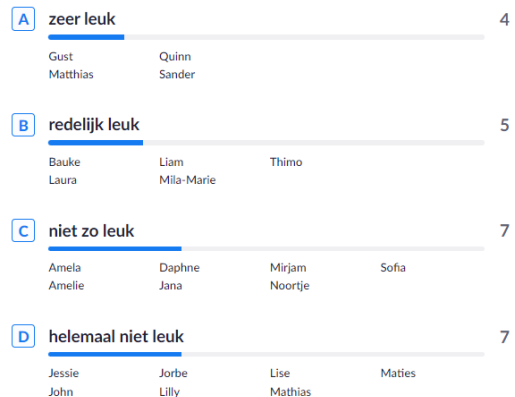 A zeer leuk 4
Gust Quinn
Matthias Sander
B redelijk leuk 5
Bauke Liam Thimo
Laura Mila-Marie
C niet zo leuk 7
Amela Daphne Mirjam Sofia
Amelie Jana Noortje
D helemaal niet leuk 7
Jessie Jorbe Lise Maties
John Lilly Mathias